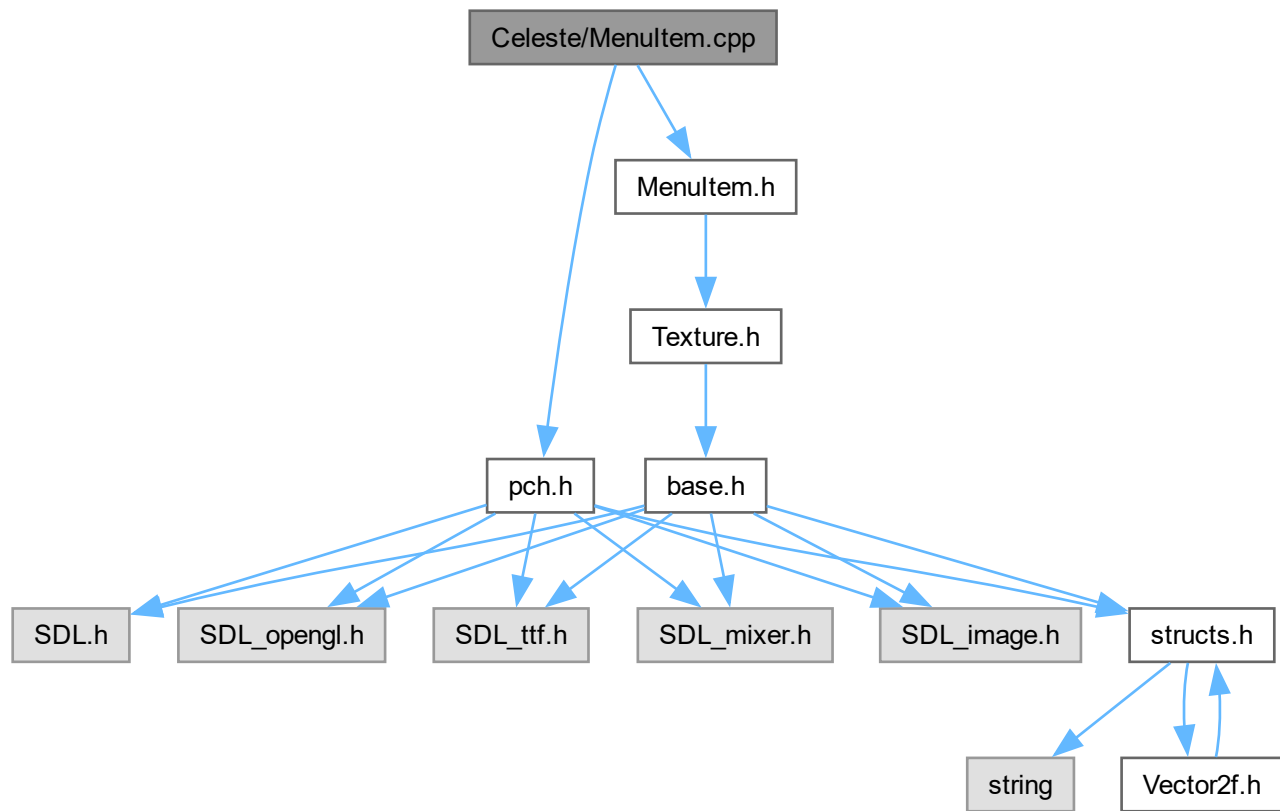 Celeste/MenuItem.cpp
MenuItem.h
Texture.h
pch.h
base.h
SDL.h
SDL_opengl.h
SDL_ttf.h
SDL_mixer.h
SDL_image.h
structs.h
string
Vector2f.h